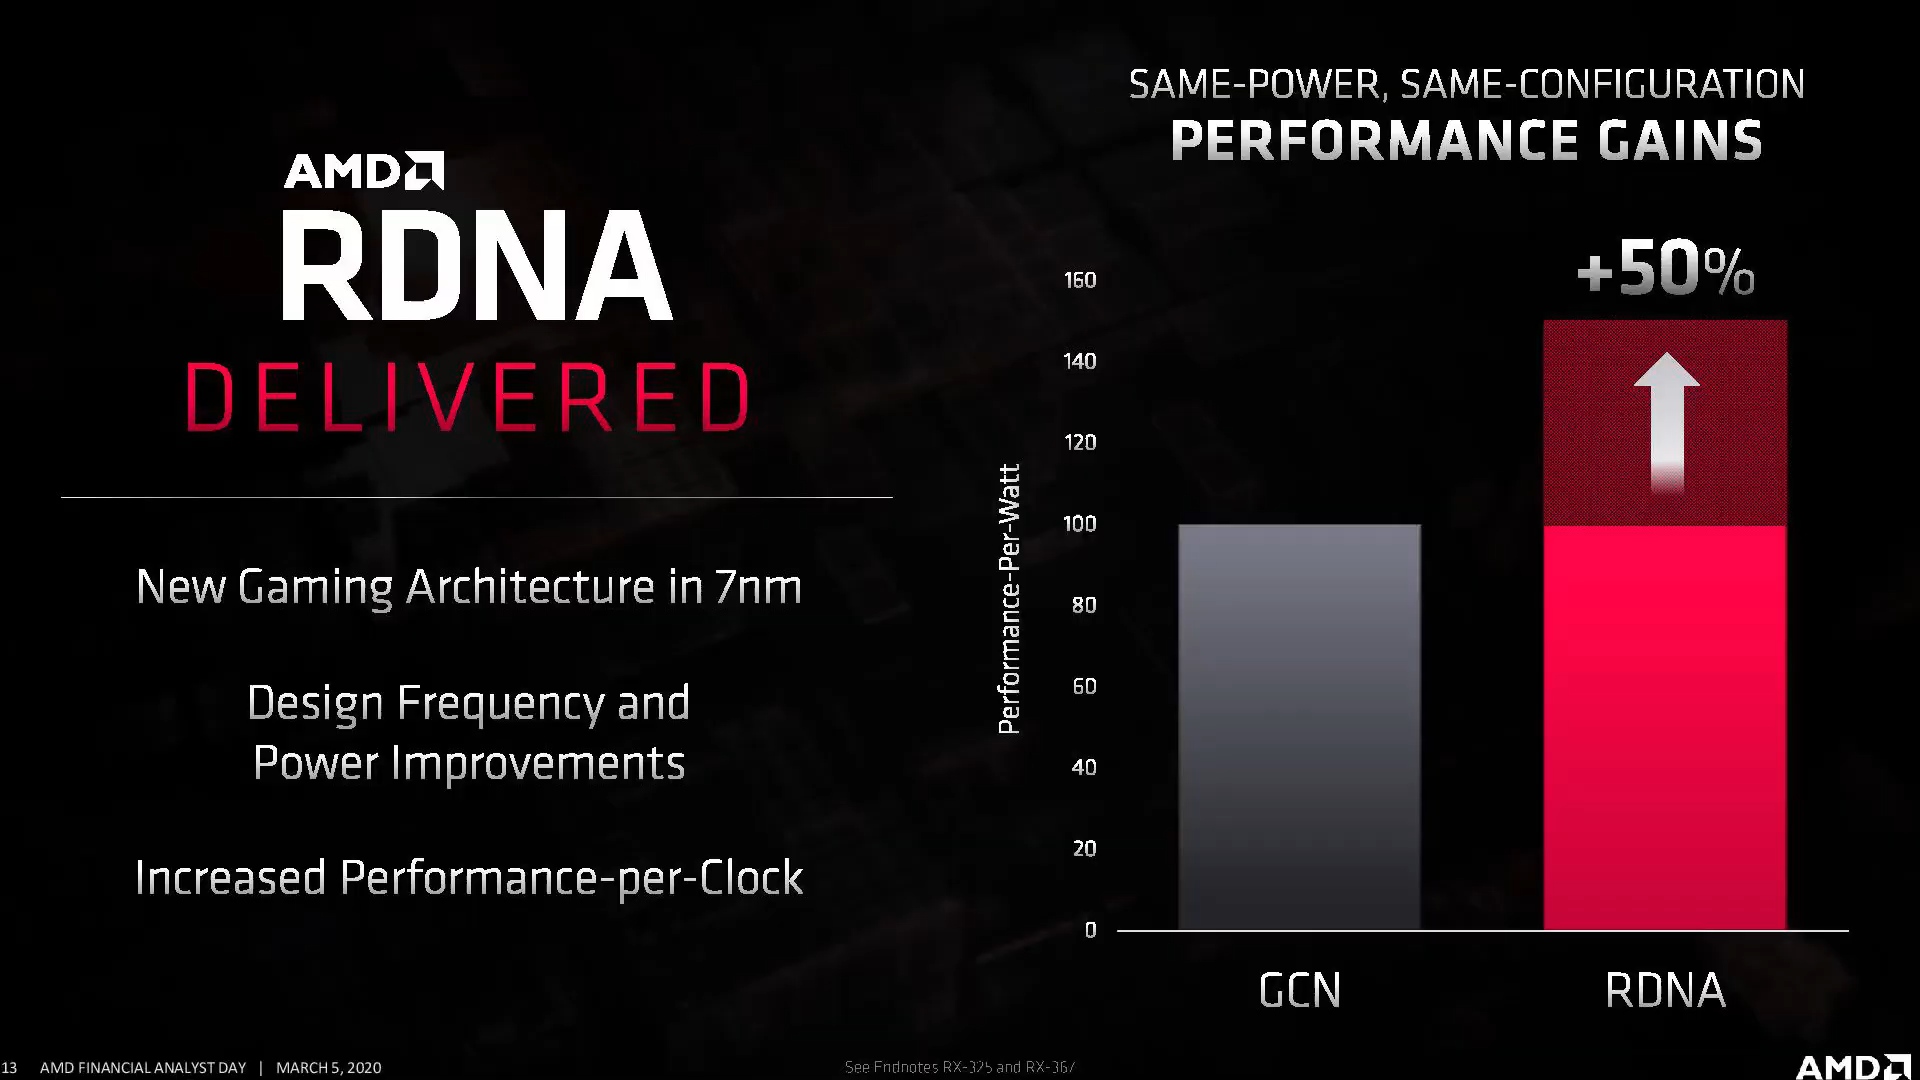 AMD
RDNA
DELIVERED
New Gaming Architecture in 7nm
Design Frequency and
Power Improvements
Increased Performance-per-Clock
SAME-POWER, SAME-CONFIGURATION
PERFORMANCE GAINS
+50%
Performance-Per-Watt
160
140
120
100
80
60
40
20
0
GCN
RDNA
13 AMD FINANCIAL ANALYST DAY | MARCH 5, 2020
See Endnotes RX-325 and RX-367
AMD